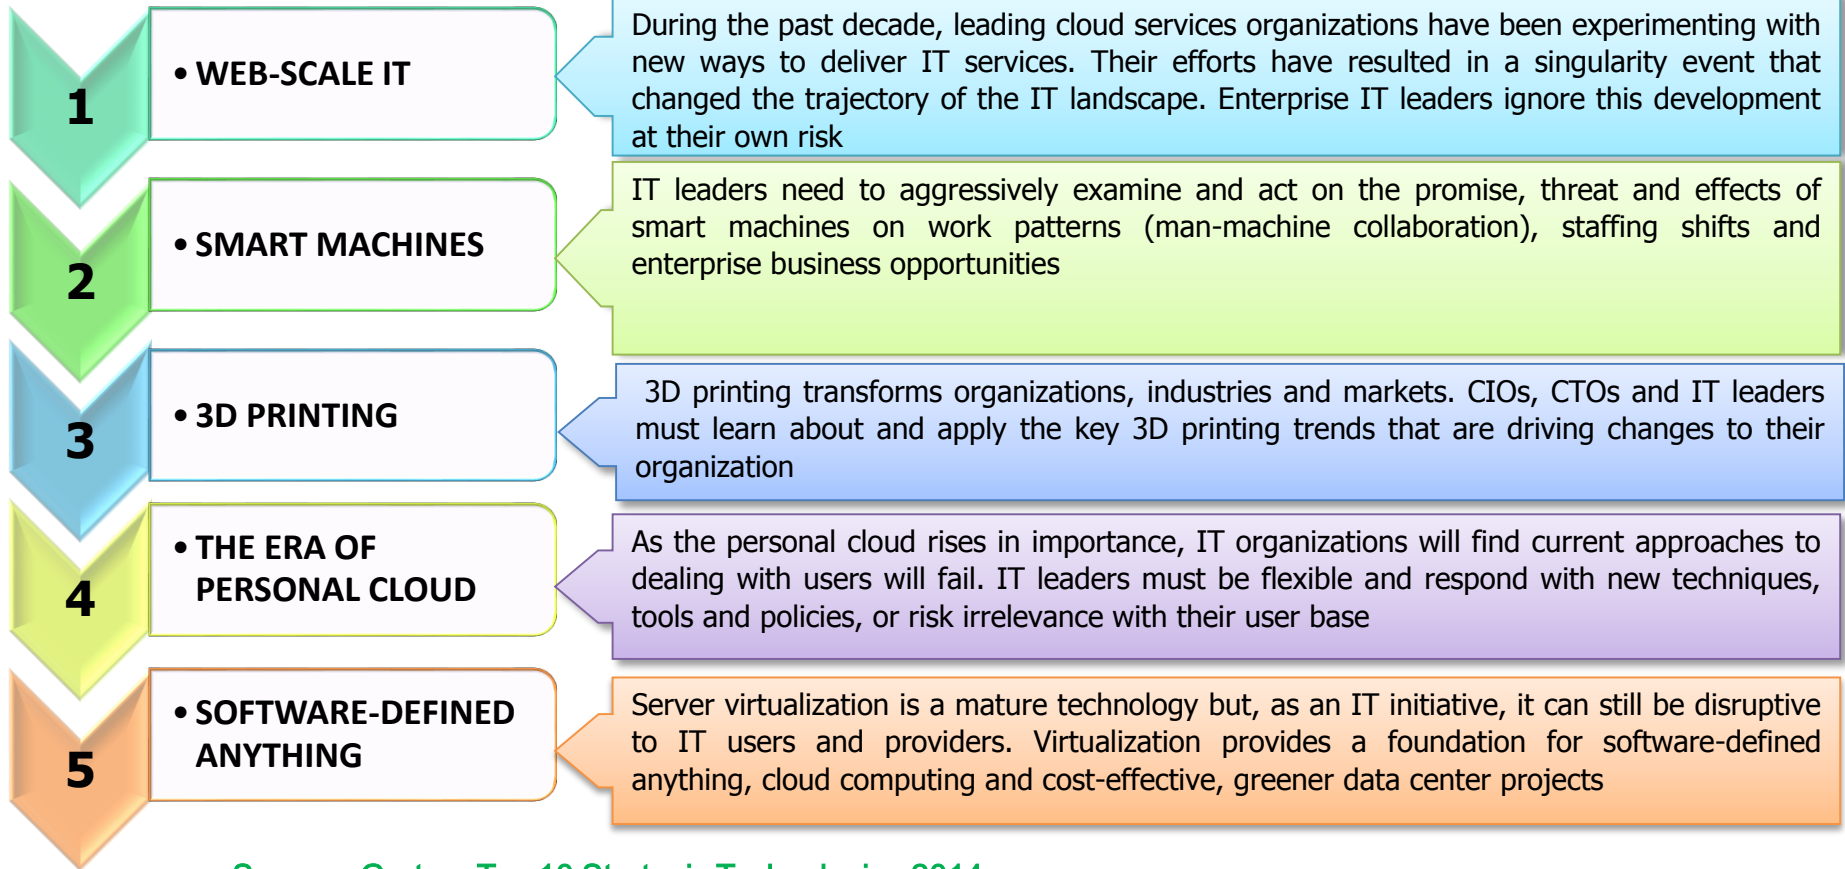 1
• WEB-SCALE IT
During the past decade, leading cloud services organizations have been experimenting with
new ways to deliver IT services. Their efforts have resulted in a singularity event that
changed the trajectory of the IT landscape. Enterprise IT leaders ignore this development
at their own risk
2
• SMART MACHINES
IT leaders need to aggressively examine and act on the promise, threat and effects of
smart machines on work patterns (man-machine collaboration), staffing shifts and
enterprise business opportunities
3
• 3D PRINTING
3D printing transforms organizations, industries and markets. CIOs, CTOs and IT leaders
must learn about and apply the key 3D printing trends that are driving changes to their
organization
4
• THE ERA OF
PERSONAL CLOUD
As the personal cloud rises in importance, IT organizations will find current approaches to
dealing with users will fail. IT leaders must be flexible and respond with new techniques,
tools and policies, or risk irrelevance with their user base
5
• SOFTWARE-DEFINED
ANYTHING
Server virtualization is a mature technology but, as an IT initiative, it can still be disruptive
to IT users and providers. Virtualization provides a foundation for software-defined
anything, cloud computing and cost-effective, greener data center projects
Top 10 Strategic Technologies 2014